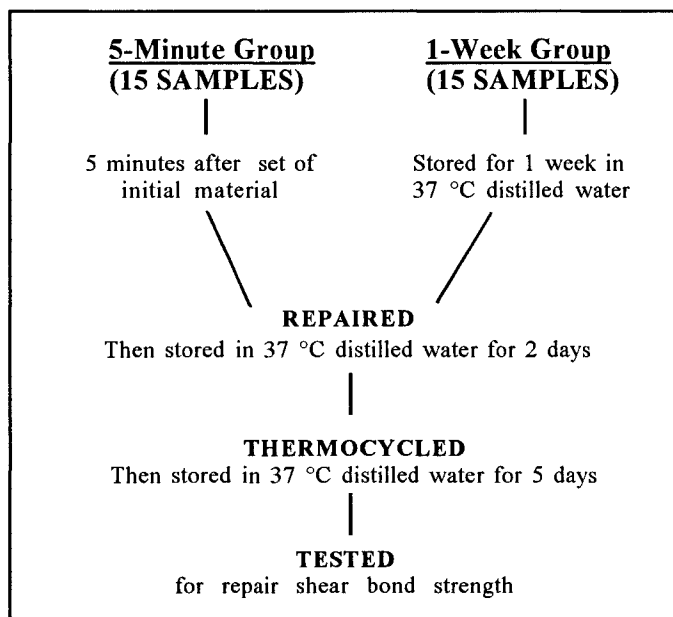 5-Minute Group
(15 SAMPLES)
5 minutes after set of
initial material
1-Week Group
(15 SAMPLES)
Stored for 1 week in
37 °C distilled water
REPAIRED
Then stored in 37 °C distilled water for 2 days
THERMOCYCLED
Then stored in 37 °C distilled water for 5 days
TESTED
for repair shear bond strength